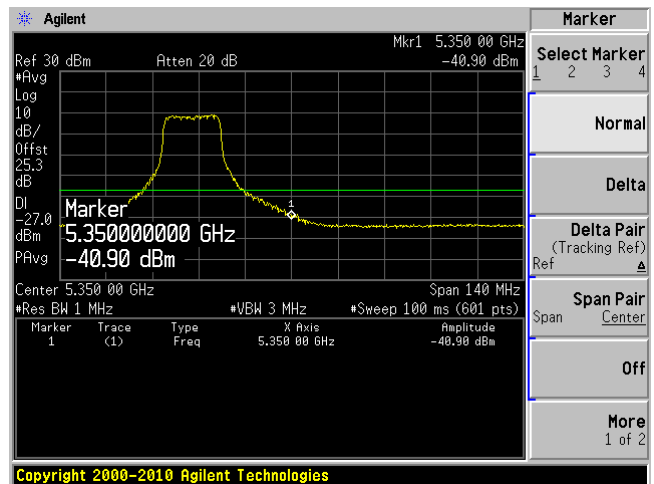 Agilent
Marker
Mkr1 5.350 00 GHz
Ref 30 dBm Atten 20 dB -40.90 dBm
#Avg
Log
10
dB/
Offst
25.3
dB
DI
-27.0
dBm
PAvg
1
Marker
5.350000000 GHz
-40.90 dBm
Center 5.350 00 GHz Span 140 MHz
#Res BW 1 MHz #VBW 3 MHz #Sweep 100 ms (601 pts)
Marker Trace Type X Axis Amplitude
1 (1) Freq 5.350 00 GHz -40.90 dBm
Select Marker
1 2 3 4
Normal
Delta
Delta Pair
(Tracking Ref)
Ref Δ
Span Pair
Span Center
Off
More
1 of 2
Copyright 2000-2010 Agilent Technologies